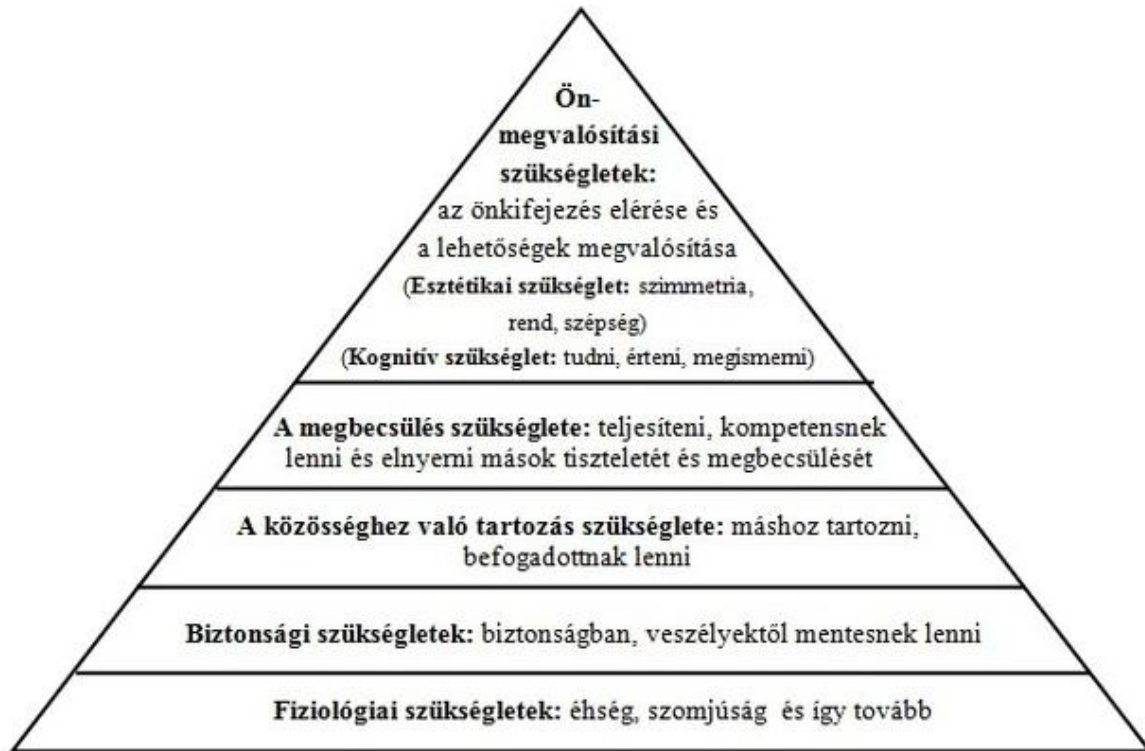 Ön-
megvalósítási
szükségletek:
az önkifejezés elérése és
a lehetőségek megvalósítása
(Esztétikai szükséglet: szimmetria,
rend, szépség)
(Kognitív szükséglet: tudni, érteni, megismerni)
A megbecsülés szükséglete: teljesíteni, kompetensnek
lenni és elnyerni mások tiszteletét és megbecsülését
A közösséghez való tartozás szükséglete: máshoz tartozni,
befogadottnak lenni
Biztonsági szükségletek: biztonságban, veszélyektől mentesnek lenni
Fiziológiai szükségletek: éhség, szomjúság és így tovább